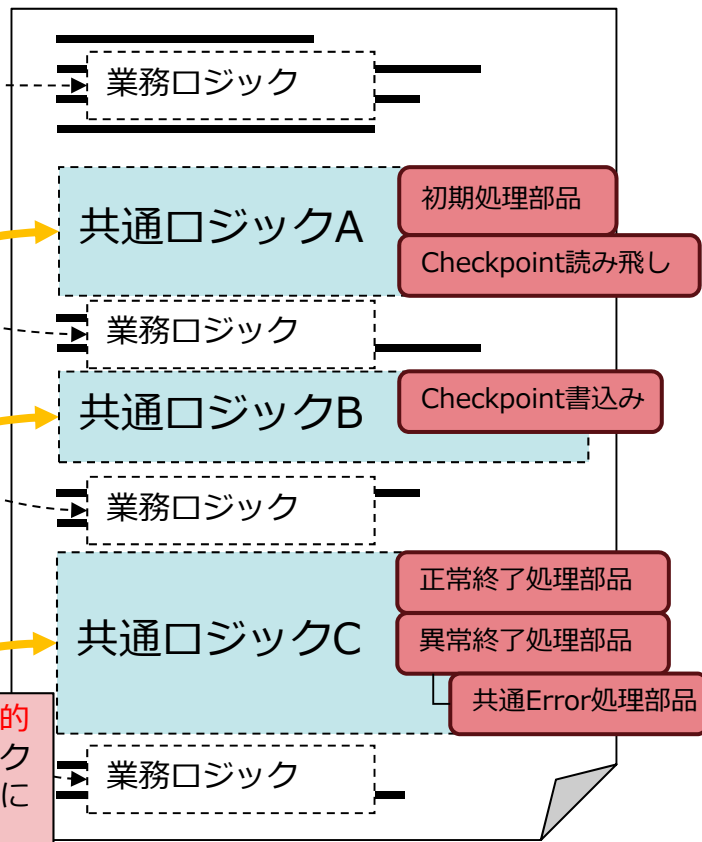 業務ロジック
共通ロジックA
初期処理部品
Checkpoint読み飛し
業務ロジック
共通ロジックB
Checkpoint書込み
業務ロジック
共通ロジックC
正常終了処理部品
異常終了処理部品
共通Error処理部品
的
ク
に
業務ロジック